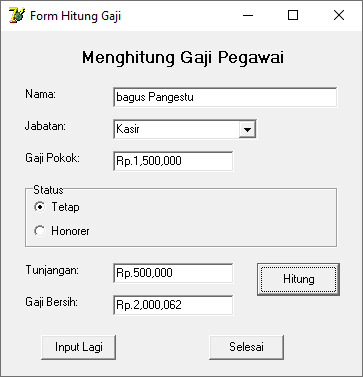 Form Hitung Gaji
Menghitung Gaji Pegawai
Nama: bagus Pangestu
Jabatan: Kasir
Gaji Pokok: Rp.1,500,000
Status
Tetap
Honorer
Tunjangan: Rp.500,000
Hitung
Gaji Bersih: Rp.2,000,062
Input Lagi Selesai